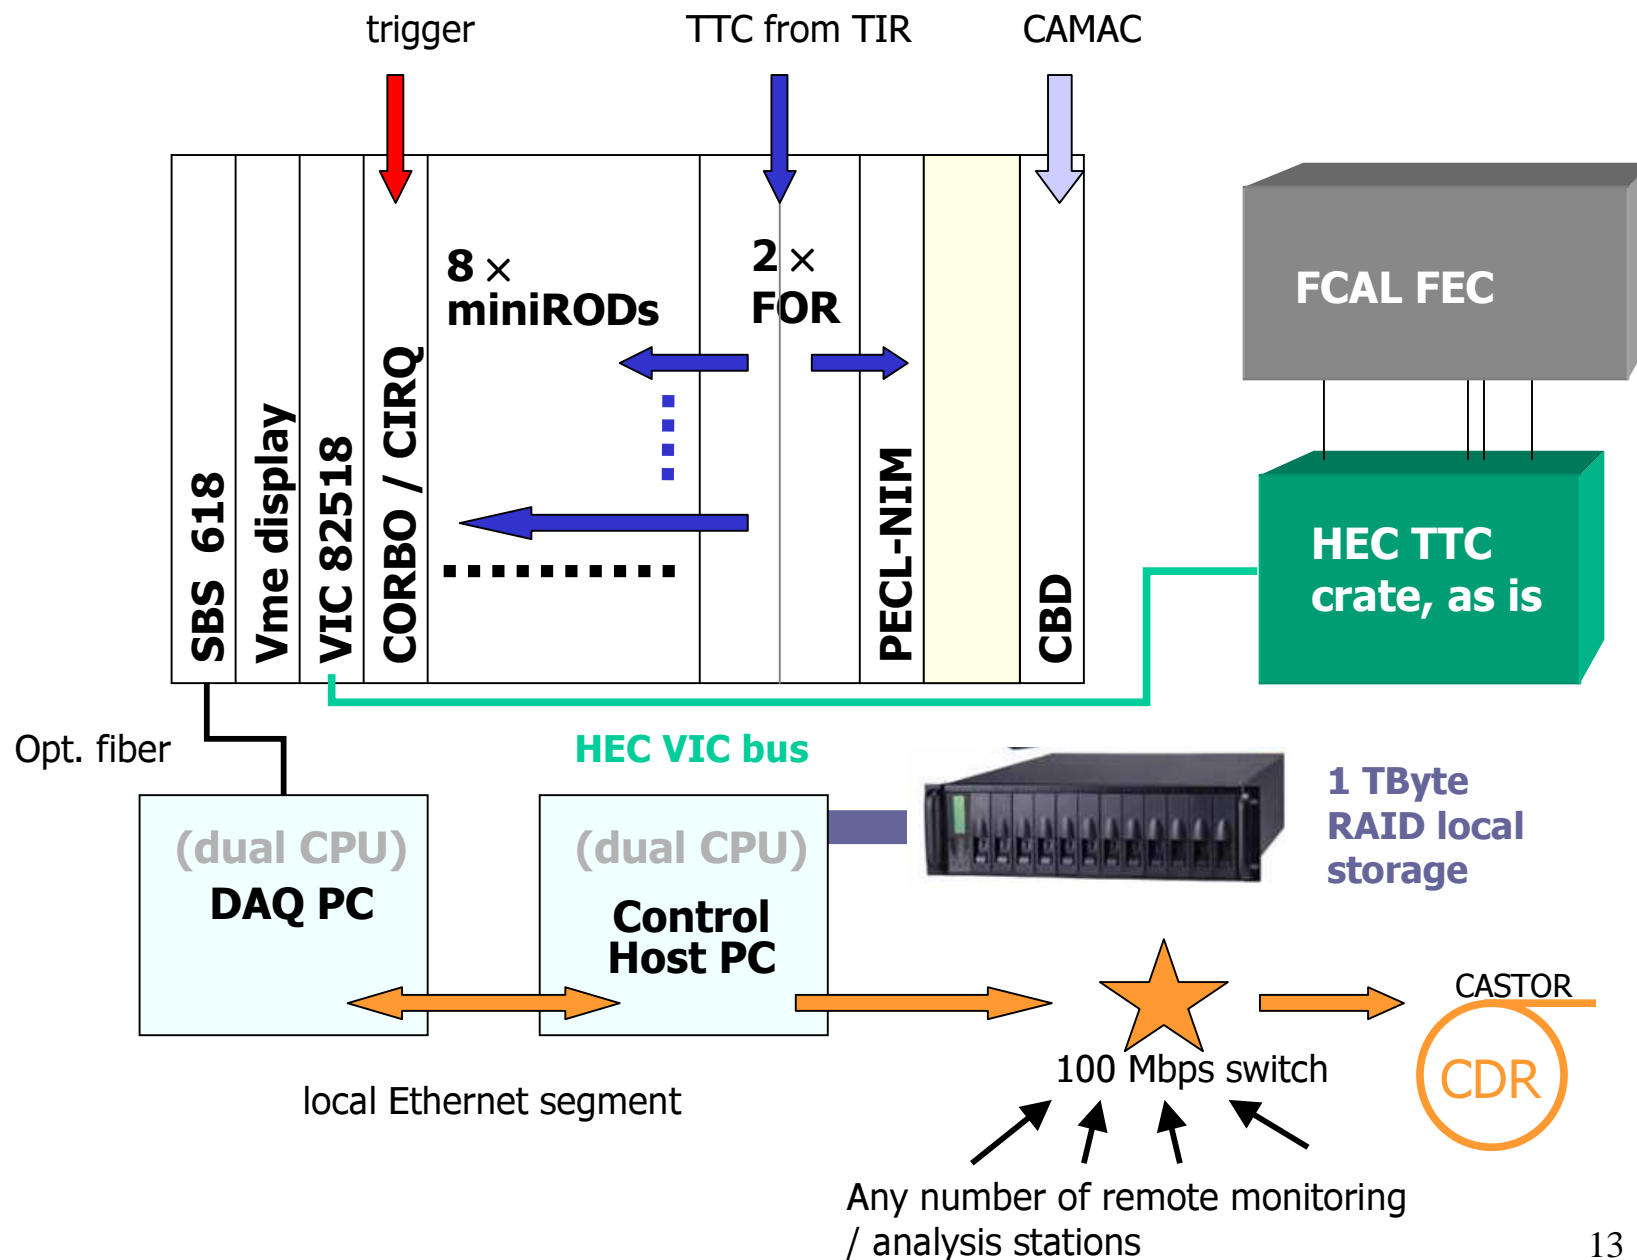 trigger
TTC from TIR
CAMAC
SBS 618
Vme display
VIC 82518
CORBO / CIRQ
8 ×
miniRODs
2 ×
FOR
PECL-NIM
CBD
FCAL FEC
HEC TTC
crate, as is
Opt. fiber
HEC VIC bus
(dual CPU)
DAQ PC
(dual CPU)
Control
Host PC
1 TByte
RAID local
storage
100 Mbps switch
CASTOR
CDR
local Ethernet segment
Any number of remote monitoring
/ analysis stations
13